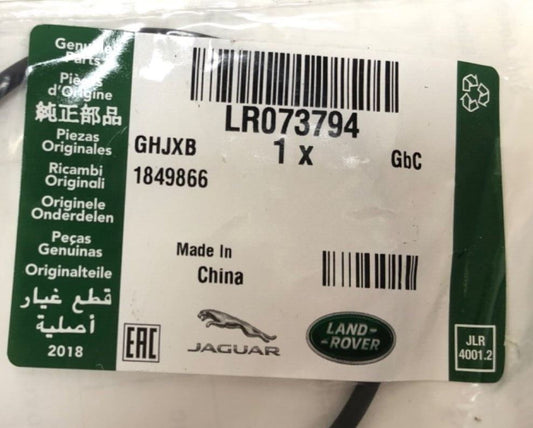 Genuine
Parts
Pièces
d'Origine
純正部品
Piezas
Originales
Ricambi
Originali
Originele
Onderdelen
Peças
Genuinas
Originalteile
قطع غيار
أصلية
2018
LR073794
GHJXB
1 x
GbC
1849866
Made In
China
EAC
JAGUAR
LAND-
-ROVER
JLR
4001.2